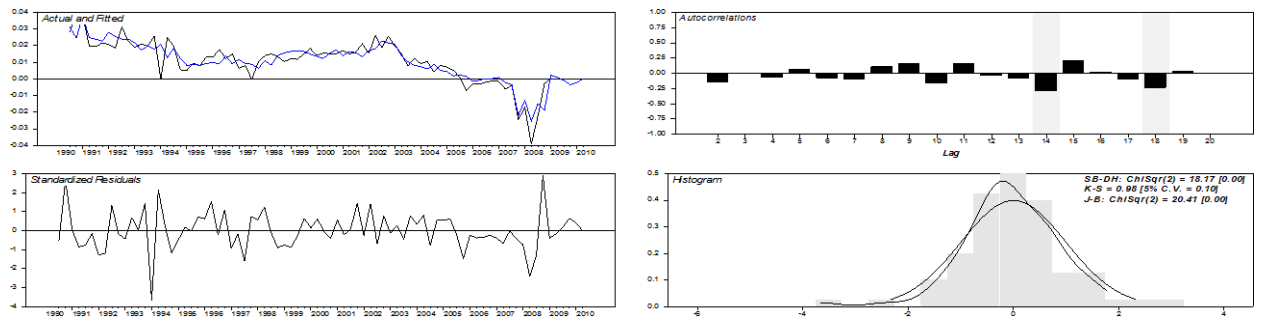 Actual and Fitted
0.04
0.03
0.02
0.01
0.00
-0.01
-0.02
-0.03
-0.04
1990 1991 1992 1993 1994 1995 1996 1997 1998 1999 2000 2001 2002 2003 2004 2005 2006 2007 2008 2009 2010
Autocorrelations
1.00
0.75
0.50
0.25
0.00
-0.25
-0.50
-0.75
-1.00
2 3 4 5 6 7 8 9 10 11 12 13 14 15 16 17 18 19 20
Lag
Standardized Residuals
3
2
1
0
-1
-2
-3
-4
1990 1991 1992 1993 1994 1995 1996 1997 1998 1999 2000 2001 2002 2003 2004 2005 2006 2007 2008 2009 2010
Histogram
SB-DH: ChiSqr(2) = 18.17 [0.00]
K-S = 0.98 [5% C.V. = 0.10]
J-B: ChiSqr(2) = 20.41 [0.00]
0.5
0.4
0.3
0.2
0.1
0.0
-6 -4 -2 0 2 4